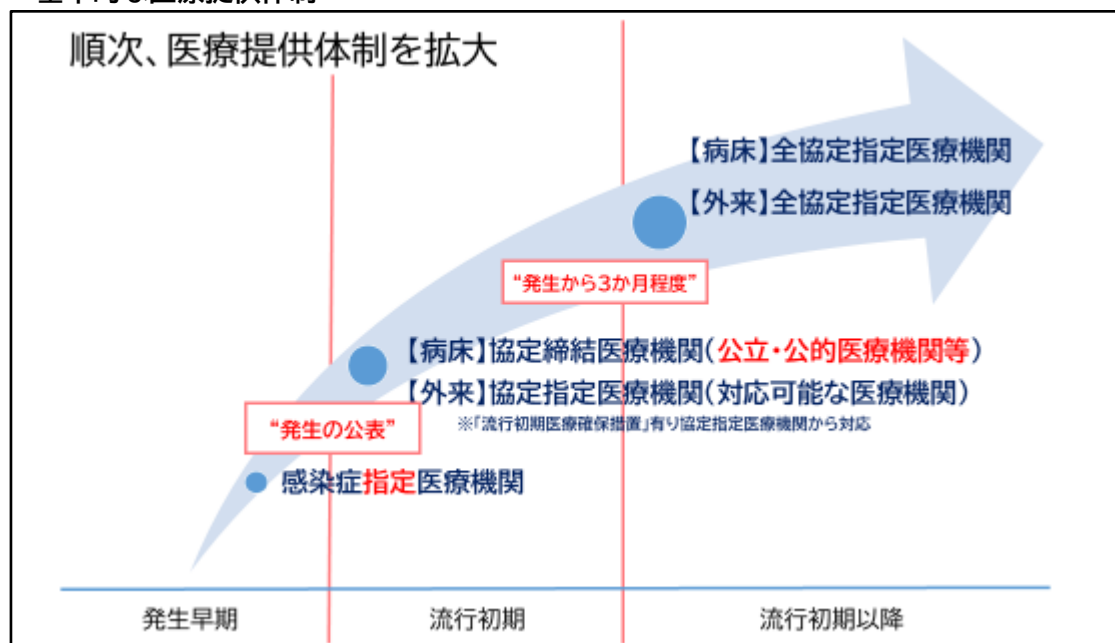 順次、医療提供体制を拡大
【病床】全協定指定医療機関
【外来】全協定指定医療機関
“発生から3か月程度”
【病床】協定締結医療機関(公立・公的医療機関等)
【外来】協定指定医療機関(対応可能な医療機関)
※「流行初期医療確保措置」有り協定指定医療機関から対応
“発生の公表”
感染症指定医療機関
発生早期
流行初期
流行初期以降